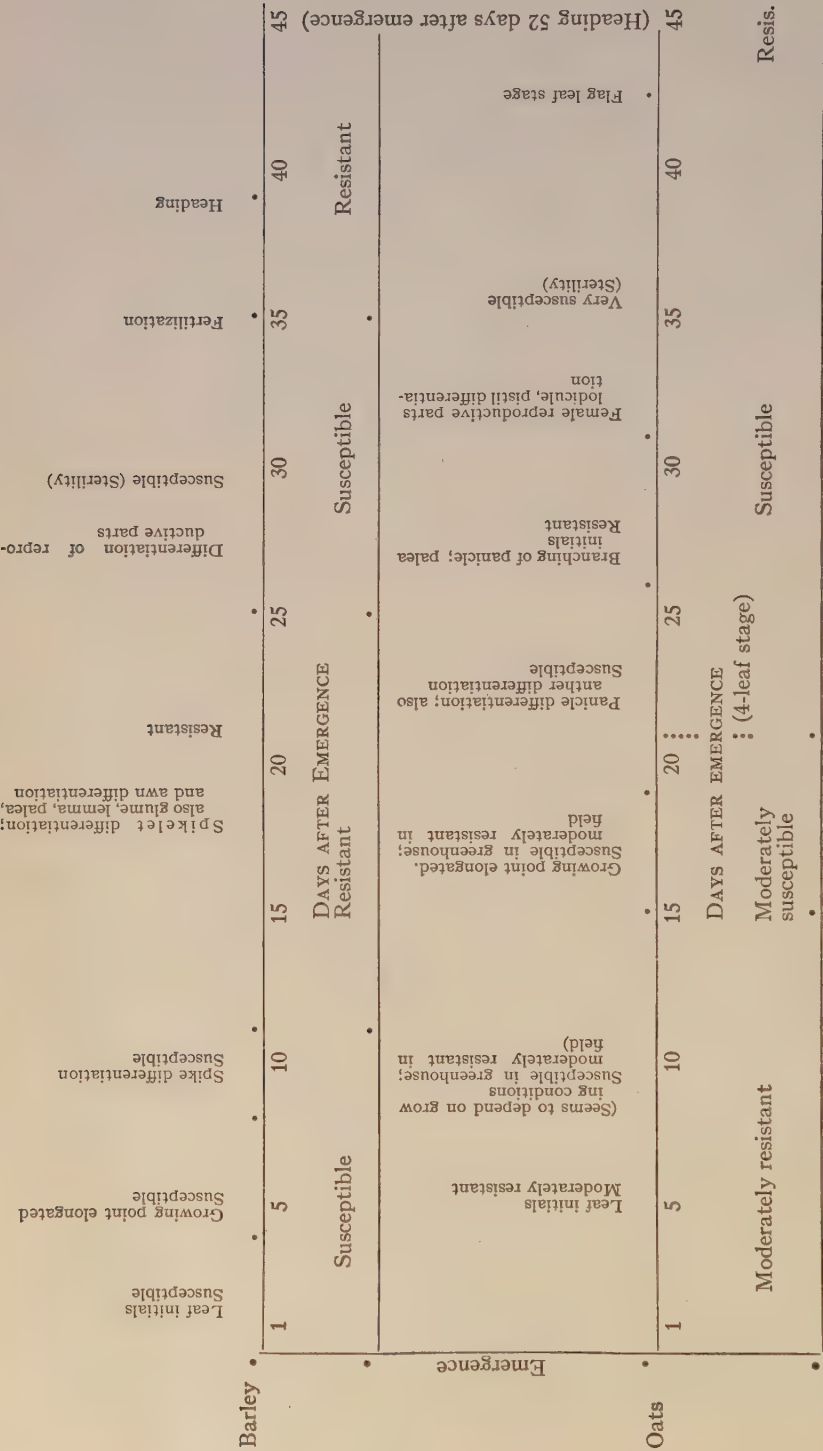 Barley
Emergence
Leaf initials
Susceptible
Growing point elongated
Susceptible
Spike differentiation
Susceptible
Spikelet differentiation;
also glume, lemma, palea,
and awn differentiation
Resistant
Differentiation of repro-
ductive parts
Susceptible (Sterility)
Fertilization
Heading
1 5 10 15 20 25 30 35 40 45
DAYS AFTER EMERGENCE
Susceptible Resistant Susceptible Resistant
Oats
Leaf initials
Moderately resistant
(Seems to depend on grow
ing conditions
Susceptible in greenhouse;
moderately resistant in
field)
Growing point elongated.
Susceptible in greenhouse;
moderately resistant in
field
Panicle differentiation; also
anther differentiation
Susceptible
Branching of panicle; palea
initials
Resistant
Female reproductive parts
lodicule, pistil differentia-
tion
Very susceptible
(Sterility)
Flag leaf stage
(Heading 52 days after emergence)
1 5 10 15 20 25 30 35 40 45
DAYS AFTER EMERGENCE
(4-leaf stage)
Moderately resistant
Moderately
susceptible
Susceptible
Resis.